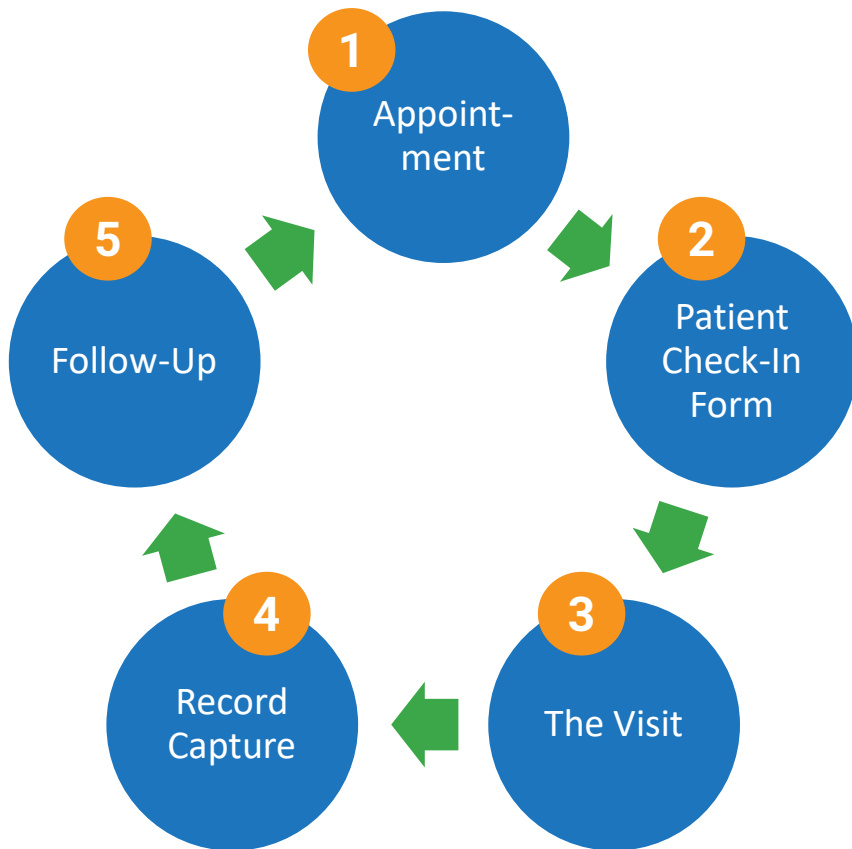 1
Appoint-
ment
2
Patient
Check-In
Form
3
The Visit
4
Record
Capture
5
Follow-Up